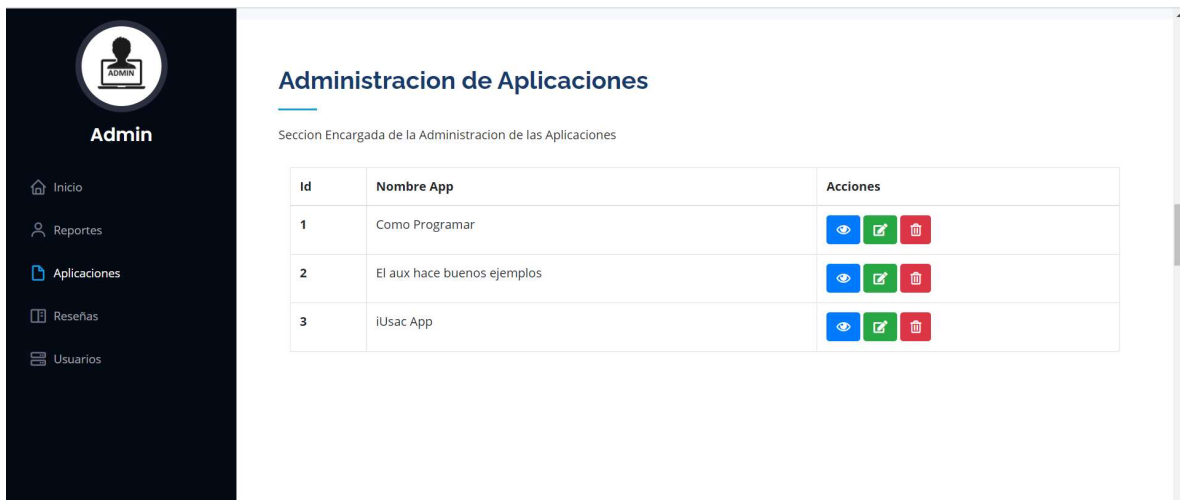 ADMIN
Admin
Inicio
Reportes
Aplicaciones
Reseñas
Usuarios
Administracion de Aplicaciones
Seccion Encargada de la Administracion de las Aplicaciones
Id Nombre App Acciones
1 Como Programar
2 El aux hace buenos ejemplos
3 iUsac App